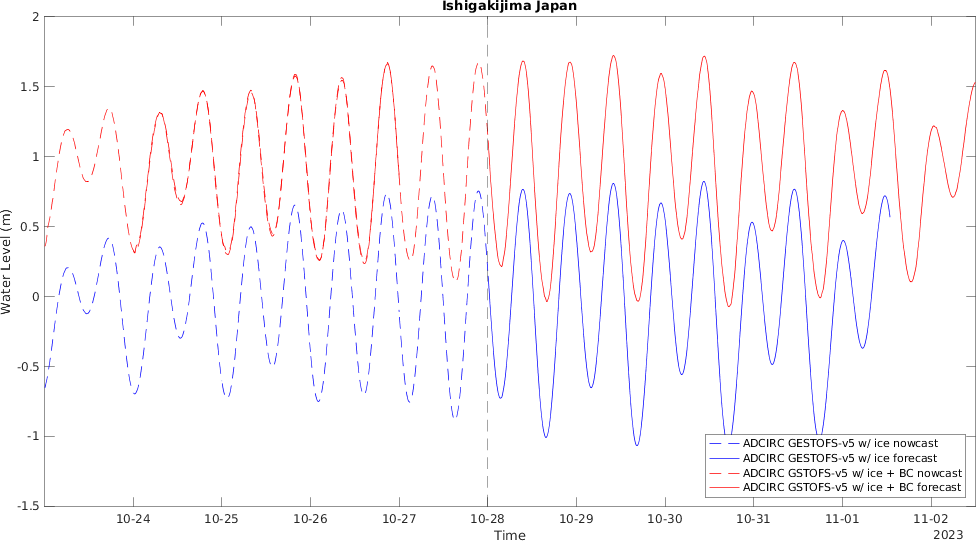 Ishigakijima Japan
2
1.5
1
0.5
0
-0.5
-1
-1.5
Water Level (m)
10-24
10-25
10-26
10-27
10-28
10-29
10-30
10-31
11-01
11-02
Time
2023
ADCIRC GESTOFS-v5 w/ ice nowcast
ADCIRC GESTOFS-v5 w/ ice forecast
ADCIRC GSTOFS-v5 w/ ice + BC nowcast
ADCIRC GSTOFS-v5 w/ ice + BC forecast